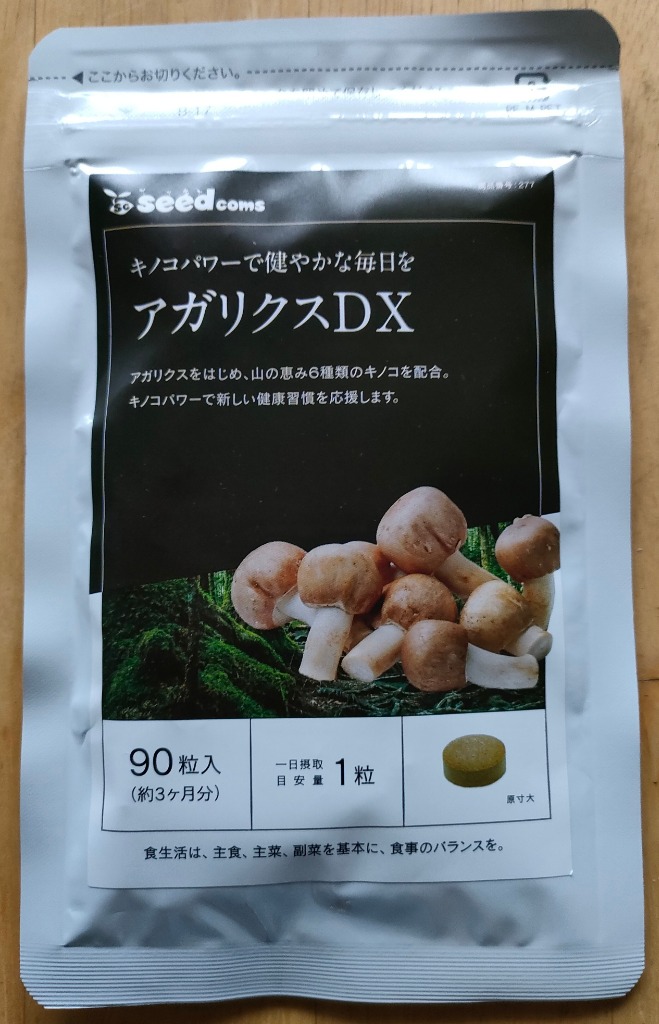 ◀ここからお切りください。
seedcoms
キノコパワーで健やかな毎日を
アガリクスDX
アガリクスをはじめ、山の恵み6種類のキノコを配合。
キノコパワーで新しい健康習慣を応援します。
90粒入
(約3ヶ月分)
一日摂取
目安量 1粒
原寸大
食生活は、主食、主菜、副菜を基本に、食事のバランスを。